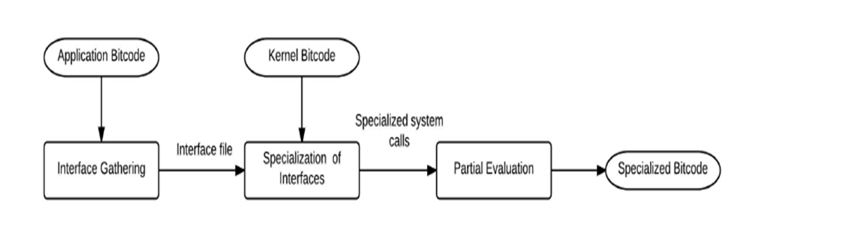 Application Bitcode
Kernel Bitcode
Specialized system
calls
Interface file
Interface Gathering
Specialization of
Interfaces
Partial Evaluation
Specialized Bitcode